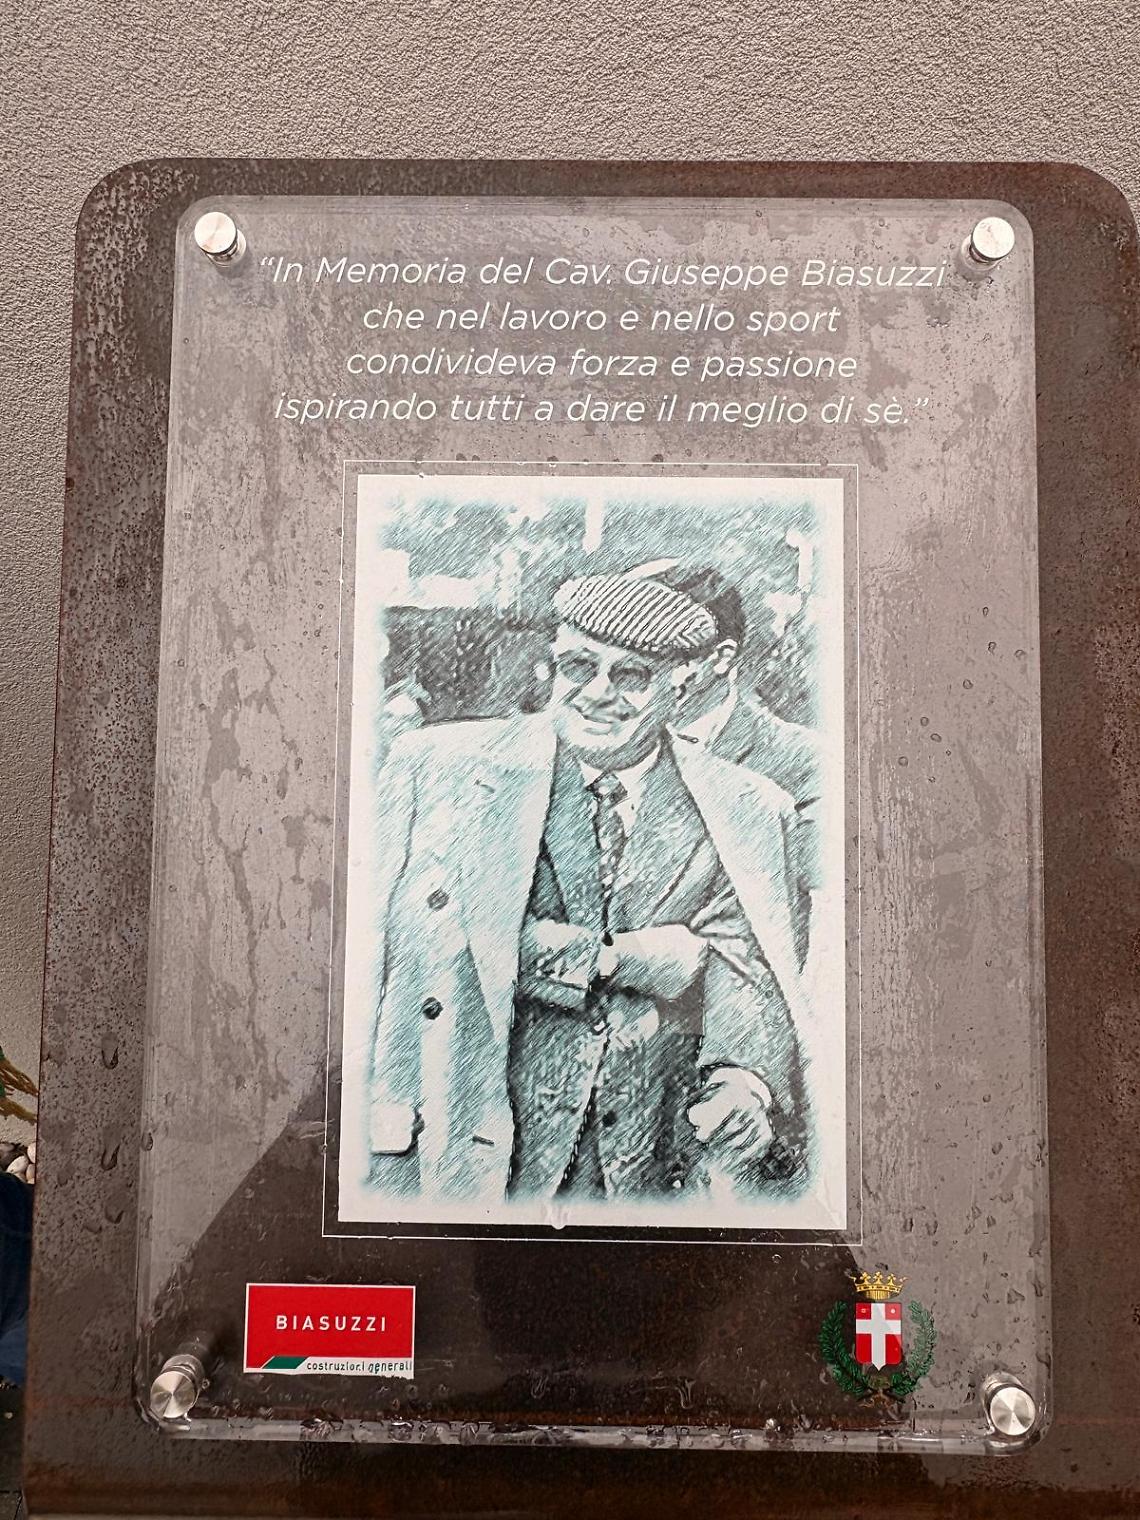 “In Memoria del Cav. Giuseppe Biasuzzi
che nel lavoro e nello sport
condivideva forza e passione
ispirando tutti a dare il meglio di sè.”
BIASUZZI
costruzioni generali